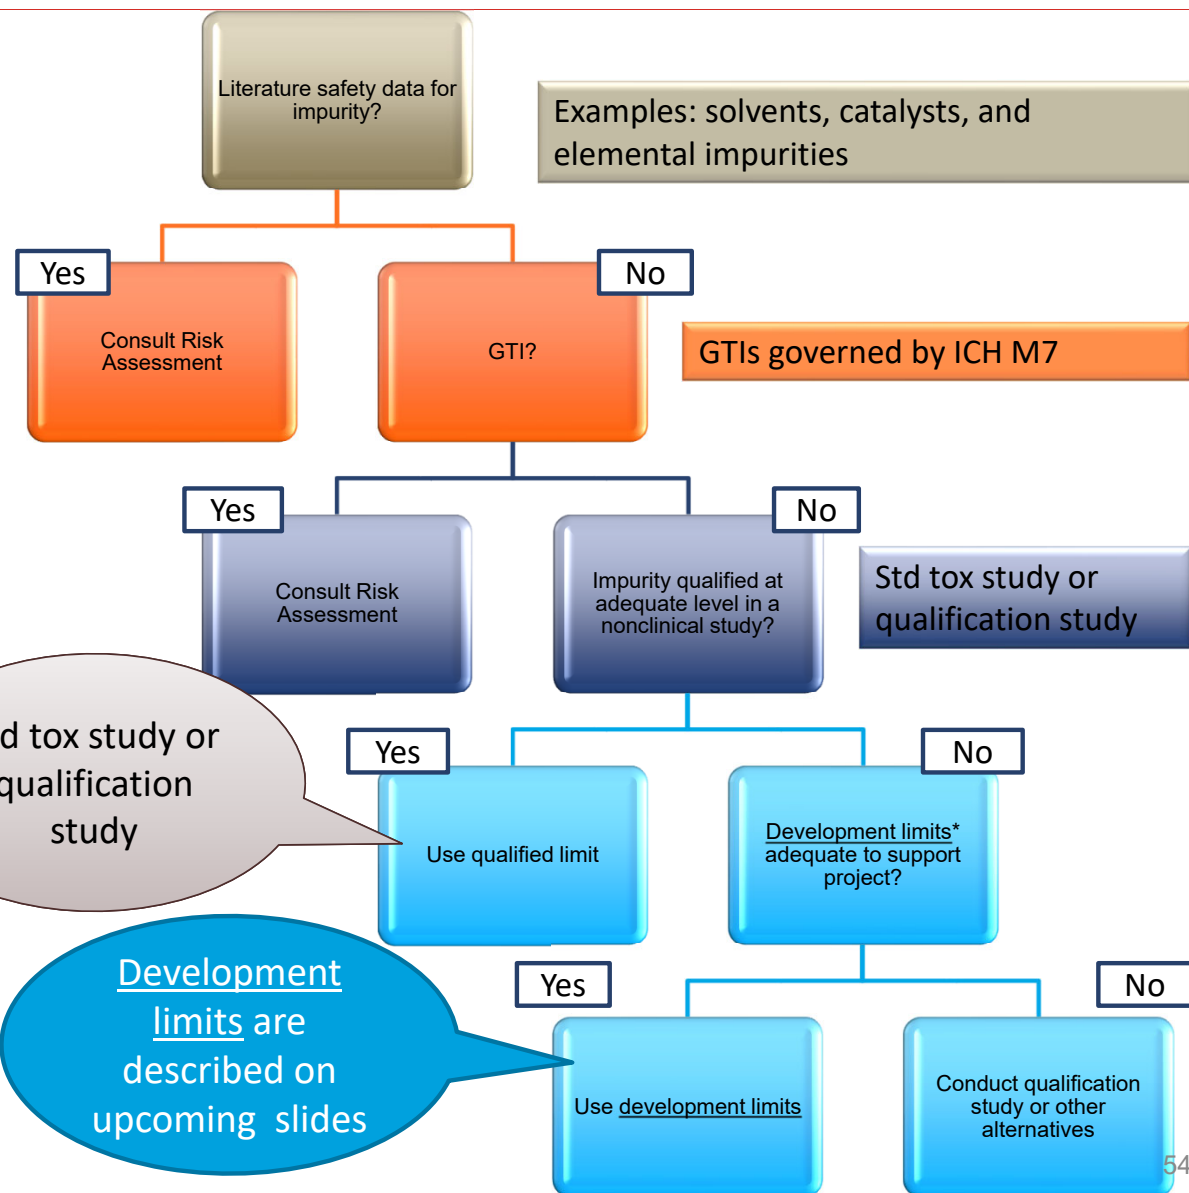 Literature safety data for
impurity?
Examples: solvents, catalysts, and
elemental impurities
Yes
Consult Risk
Assessment
No
GTI?
GTIs governed by ICH M7
Yes
Consult Risk
Assessment
No
Impurity qualified at
adequate level in a
nonclinical study?
Std tox study or
qualification study
d tox study or
qualification
study
Yes
Use qualified limit
No
Development limits*
adequate to support
project?
Development
limits are
described on
upcoming slides
Yes
Use development limits
No
Conduct qualification
study or other
alternatives
54